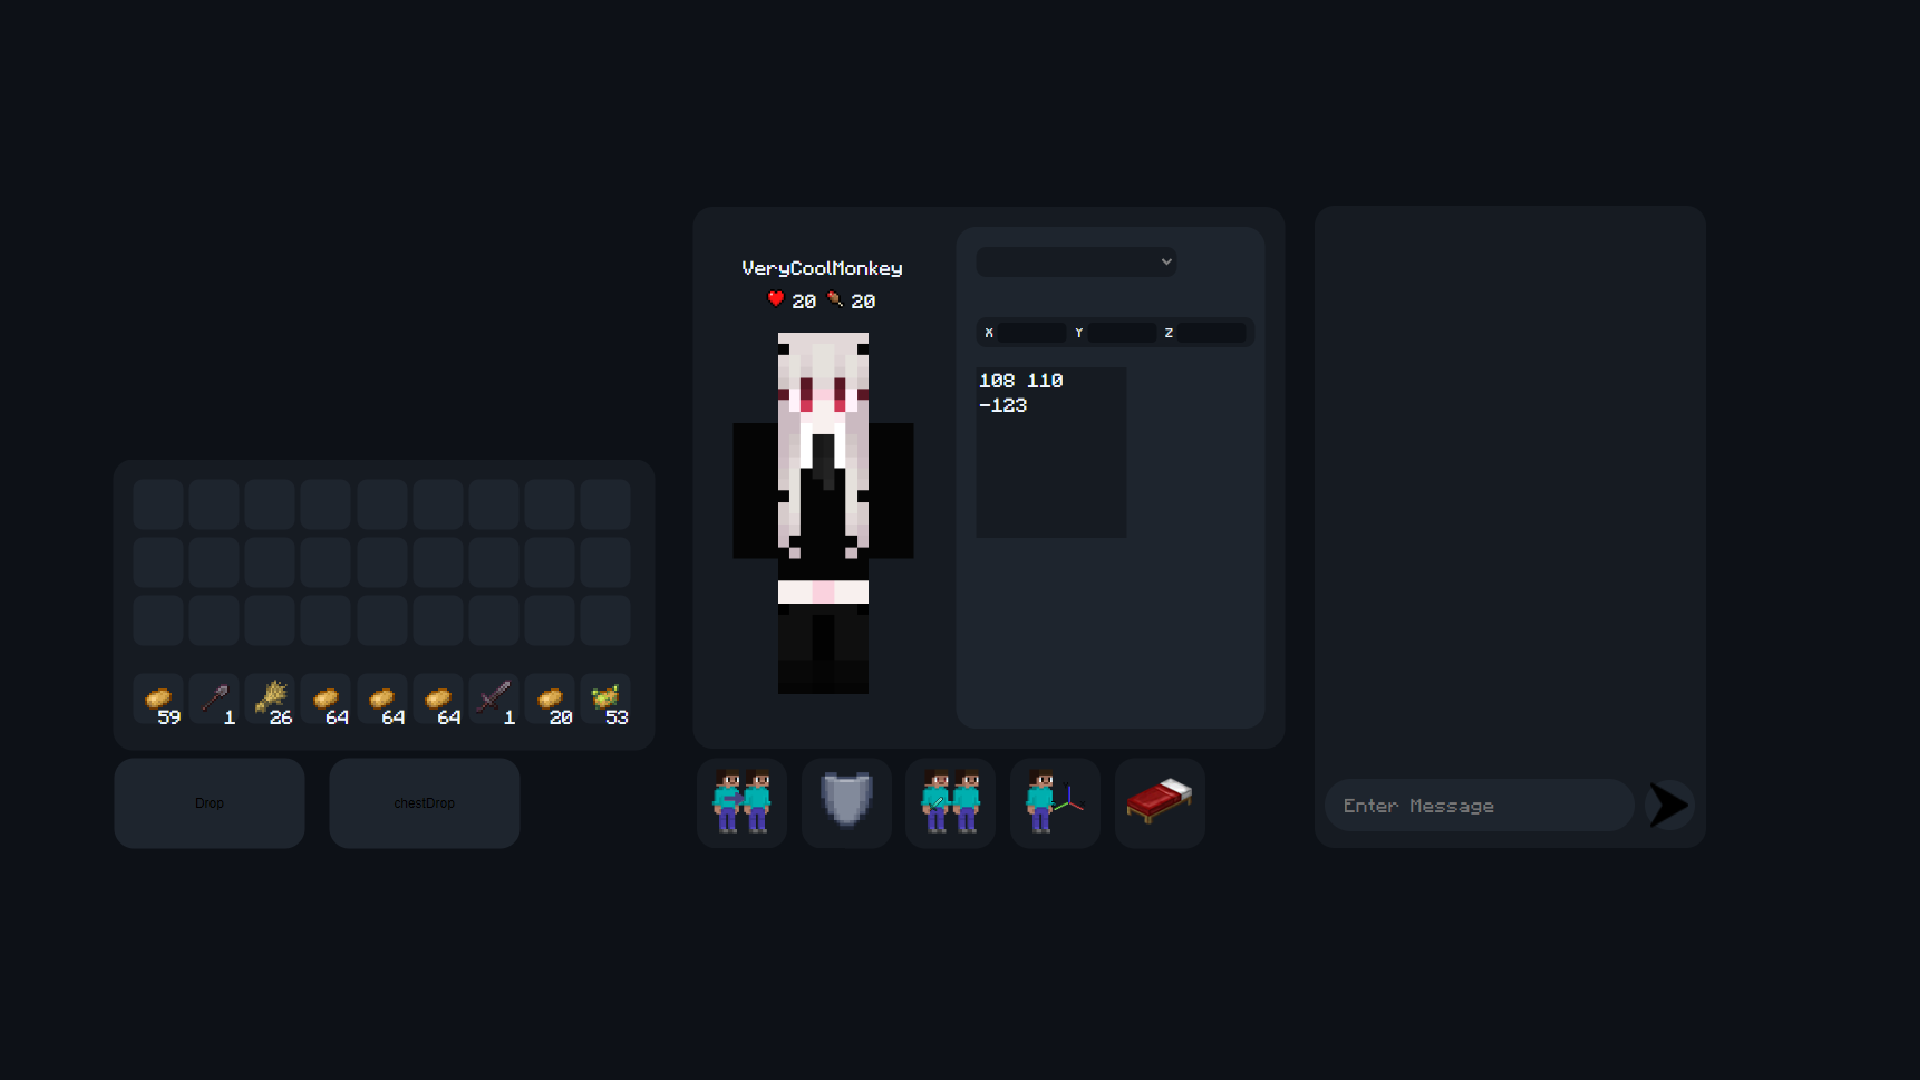 VeryCoolMonkey
20 20
X Y Z
108 110
-123
59 1 26 64 64 64 1 20 53
Drop chestDrop
Enter Message